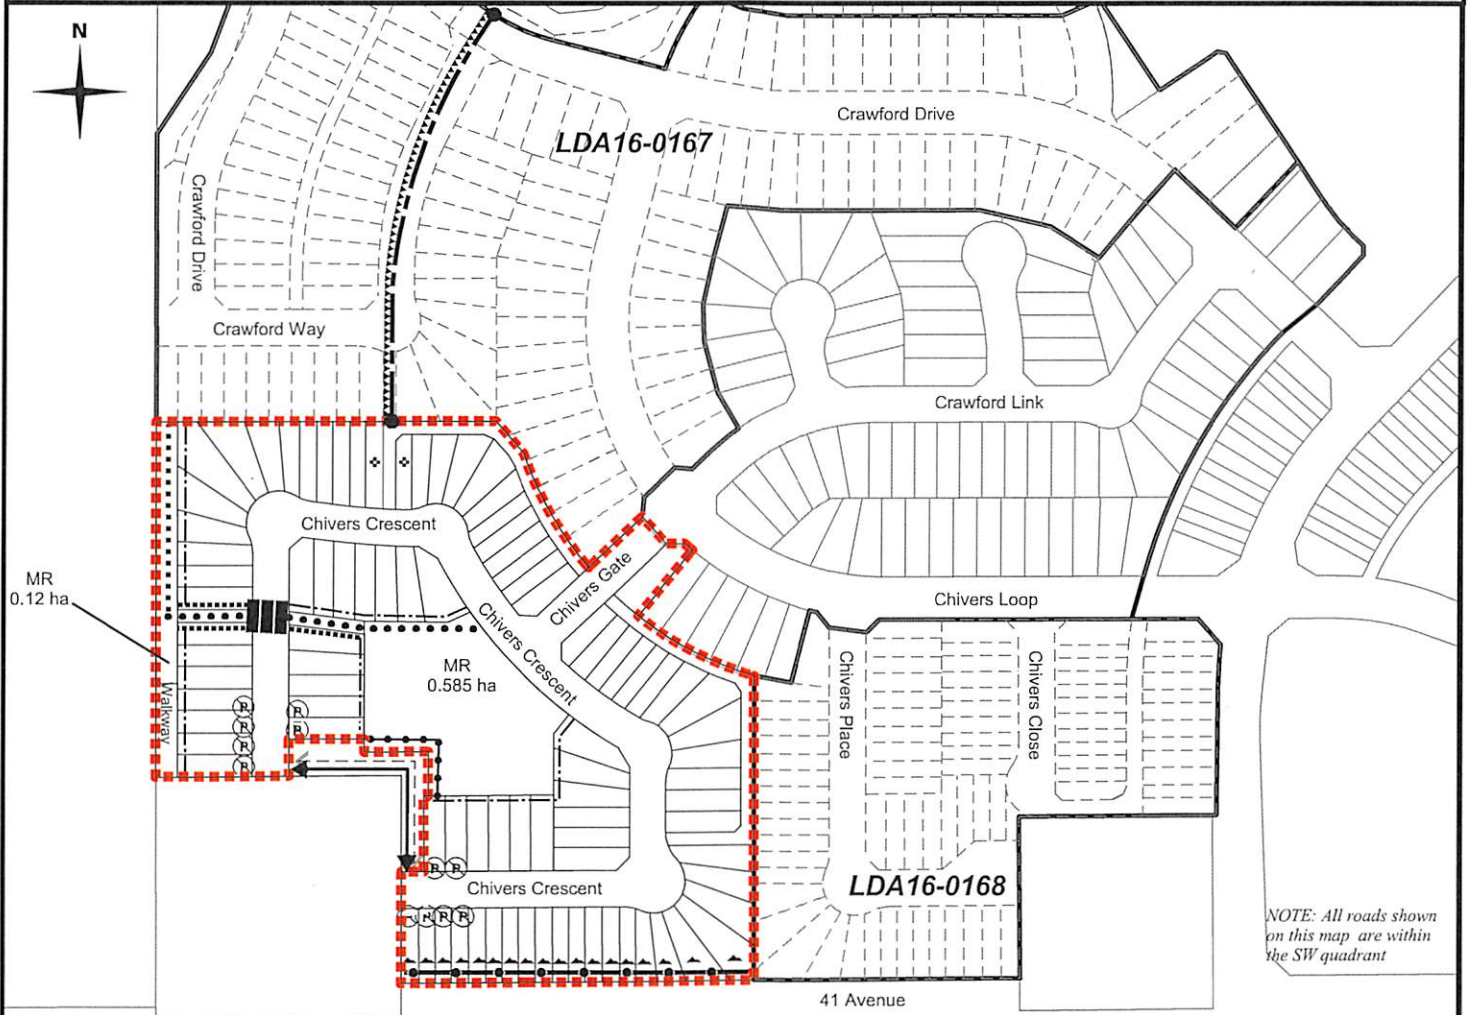 N
Crawford Drive
LDA16-0167
Crawford Drive
Crawford Way
Crawford Link
Chivers Crescent
Chivers Gate
MR
0.12 ha
Chivers Loop
Chivers Crescent
MR
0.585 ha
Walkway
Chivers Place
Chivers Close
R
R
R
R
R
R
R R
Chivers Crescent
LDA16-0168
R R R
NOTE: All roads shown
on this map are within
the SW quadrant
41 Avenue